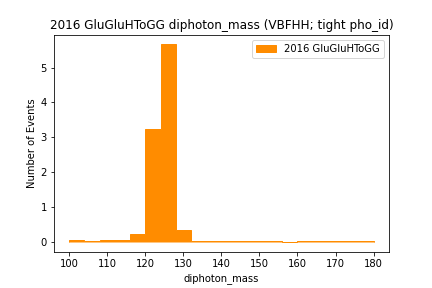 2016 GluGluHToGG diphoton_mass (VBFHH; tight pho_id)
2016 GluGluHToGG
Number of Events
5
4
3
2
1
0
100 110 120 130 140 150 160 170 180
diphoton_mass